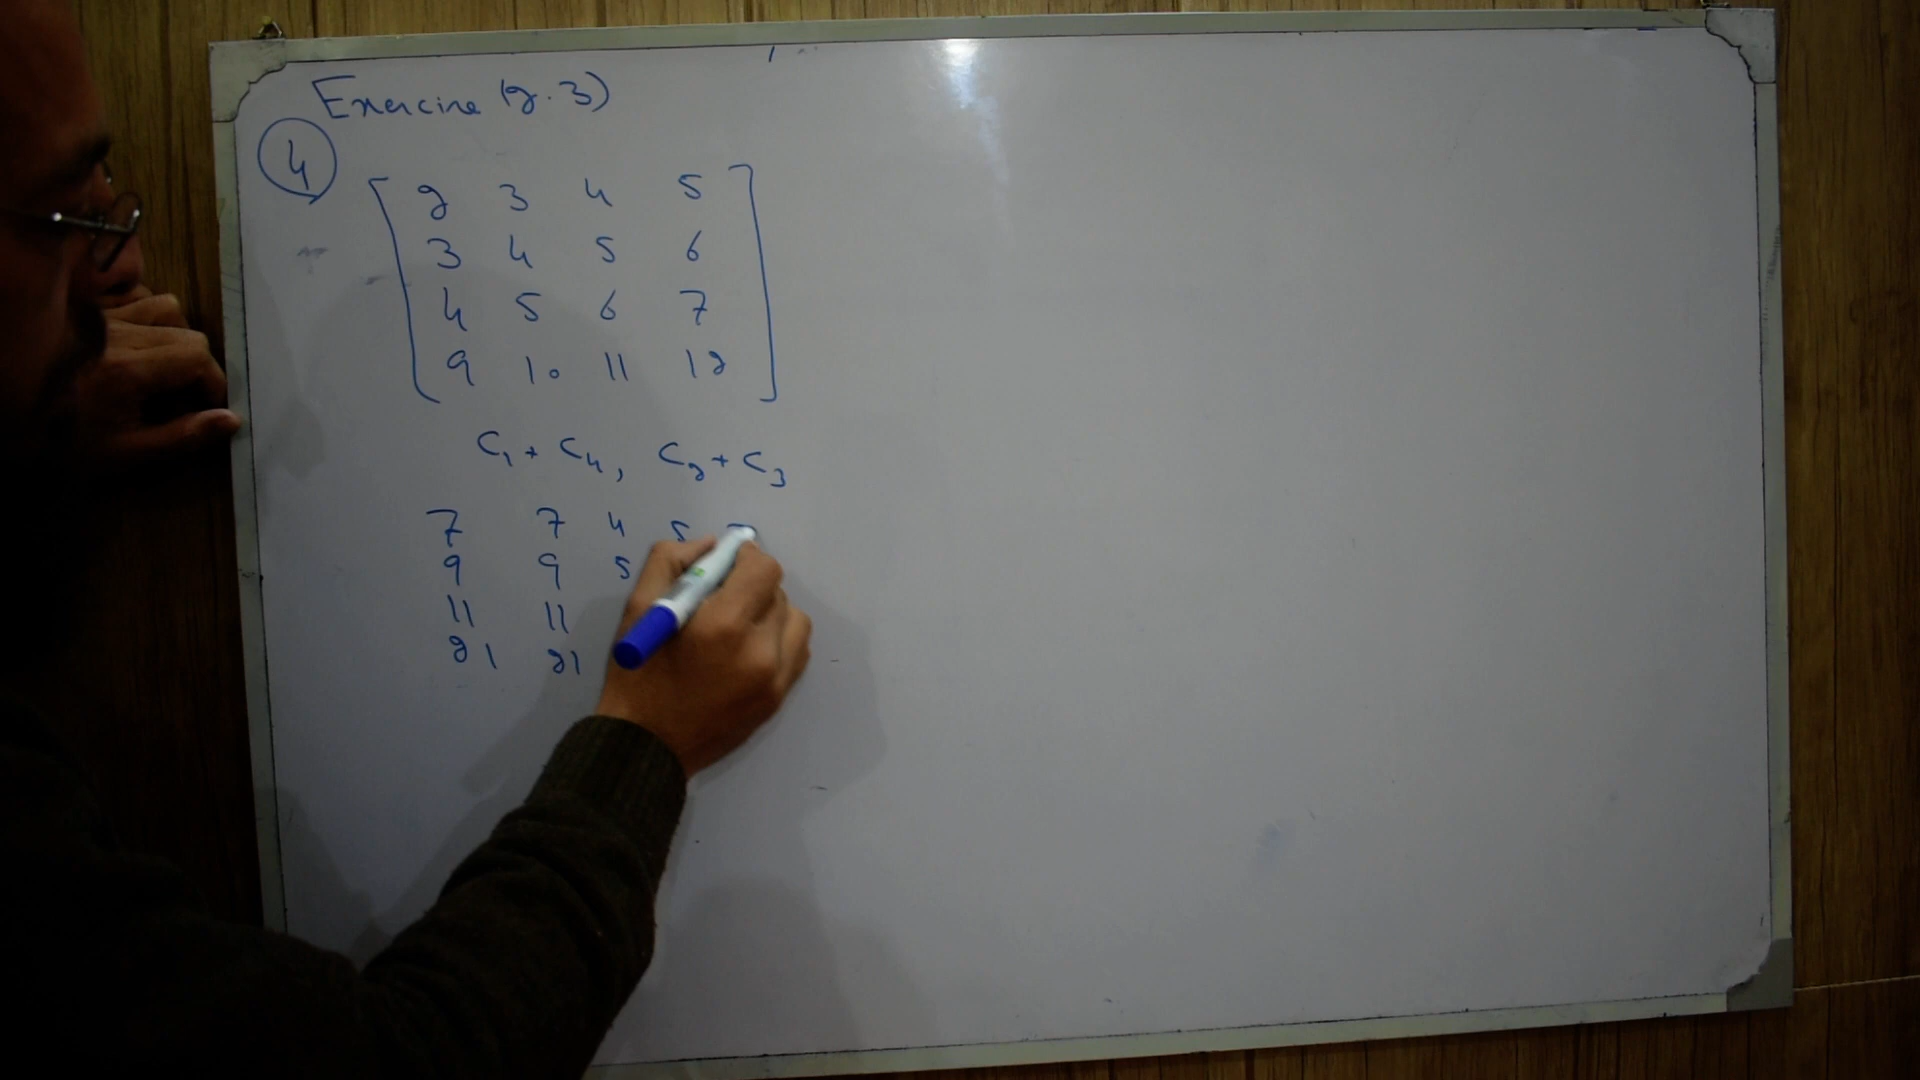 Exercise (2.3)
4
2 3 4 5
3 4 5 6
4 5 6 7
9 10 11 12
C1 + C4, C2 + C3
7 7 4 5
9 9 5
11 11
21 21